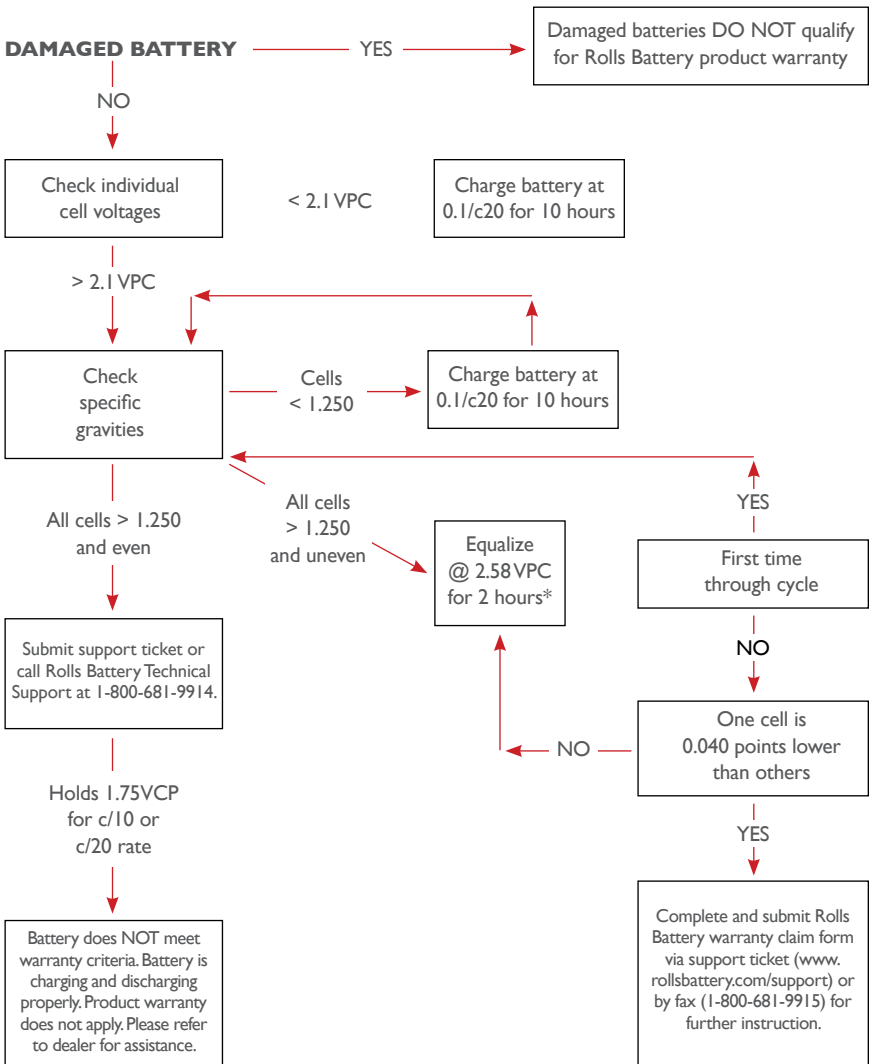 DAMAGED BATTERY
YES
Damaged batteries DO NOT qualify
for Rolls Battery product warranty
NO
Check individual
cell voltages
< 2.1 VPC
Charge battery at
0.1/c20 for 10 hours
> 2.1 VPC
Check
specific
gravities
Cells
< 1.250
Charge battery at
0.1/c20 for 10 hours
All cells > 1.250
and even
All cells
> 1.250
and uneven
Equalize
@ 2.58 VPC
for 2 hours*
YES
First time
through cycle
NO
Submit support ticket or
call Rolls Battery Technical
Support at 1-800-681-9914.
One cell is
0.040 points lower
than others
NO
Holds 1.75VCP
for c/10 or
c/20 rate
YES
Battery does NOT meet
warranty criteria. Battery is
charging and discharging
properly. Product warranty
does not apply. Please refer
to dealer for assistance.
Complete and submit Rolls
Battery warranty claim form
via support ticket (www.
rollsbattery.com/support) or
by fax (1-800-681-9915) for
further instruction.